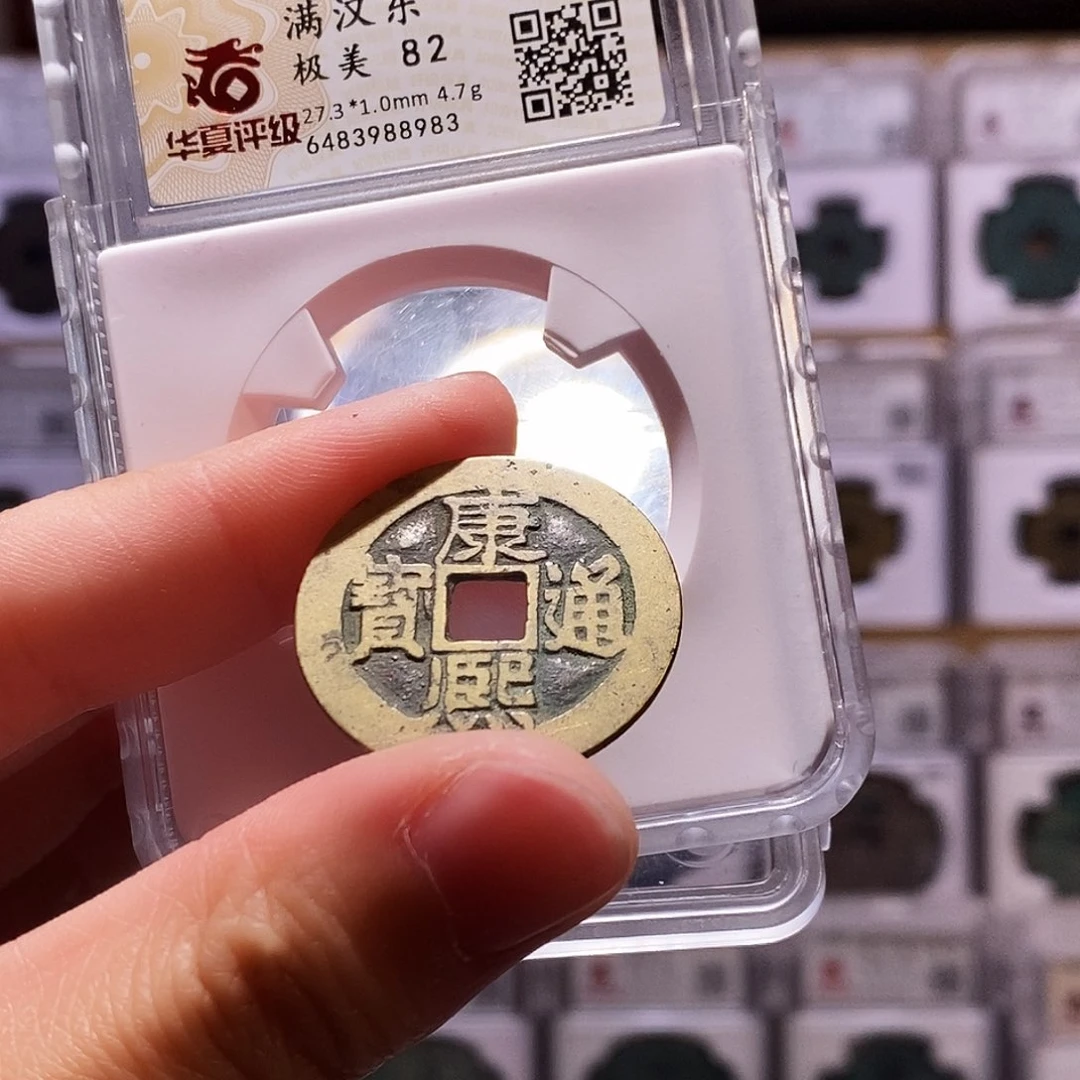 满汉东
极美 82
27.3*1.0mm 4.7g
华夏评级 6483988983
康
寶 通
熙